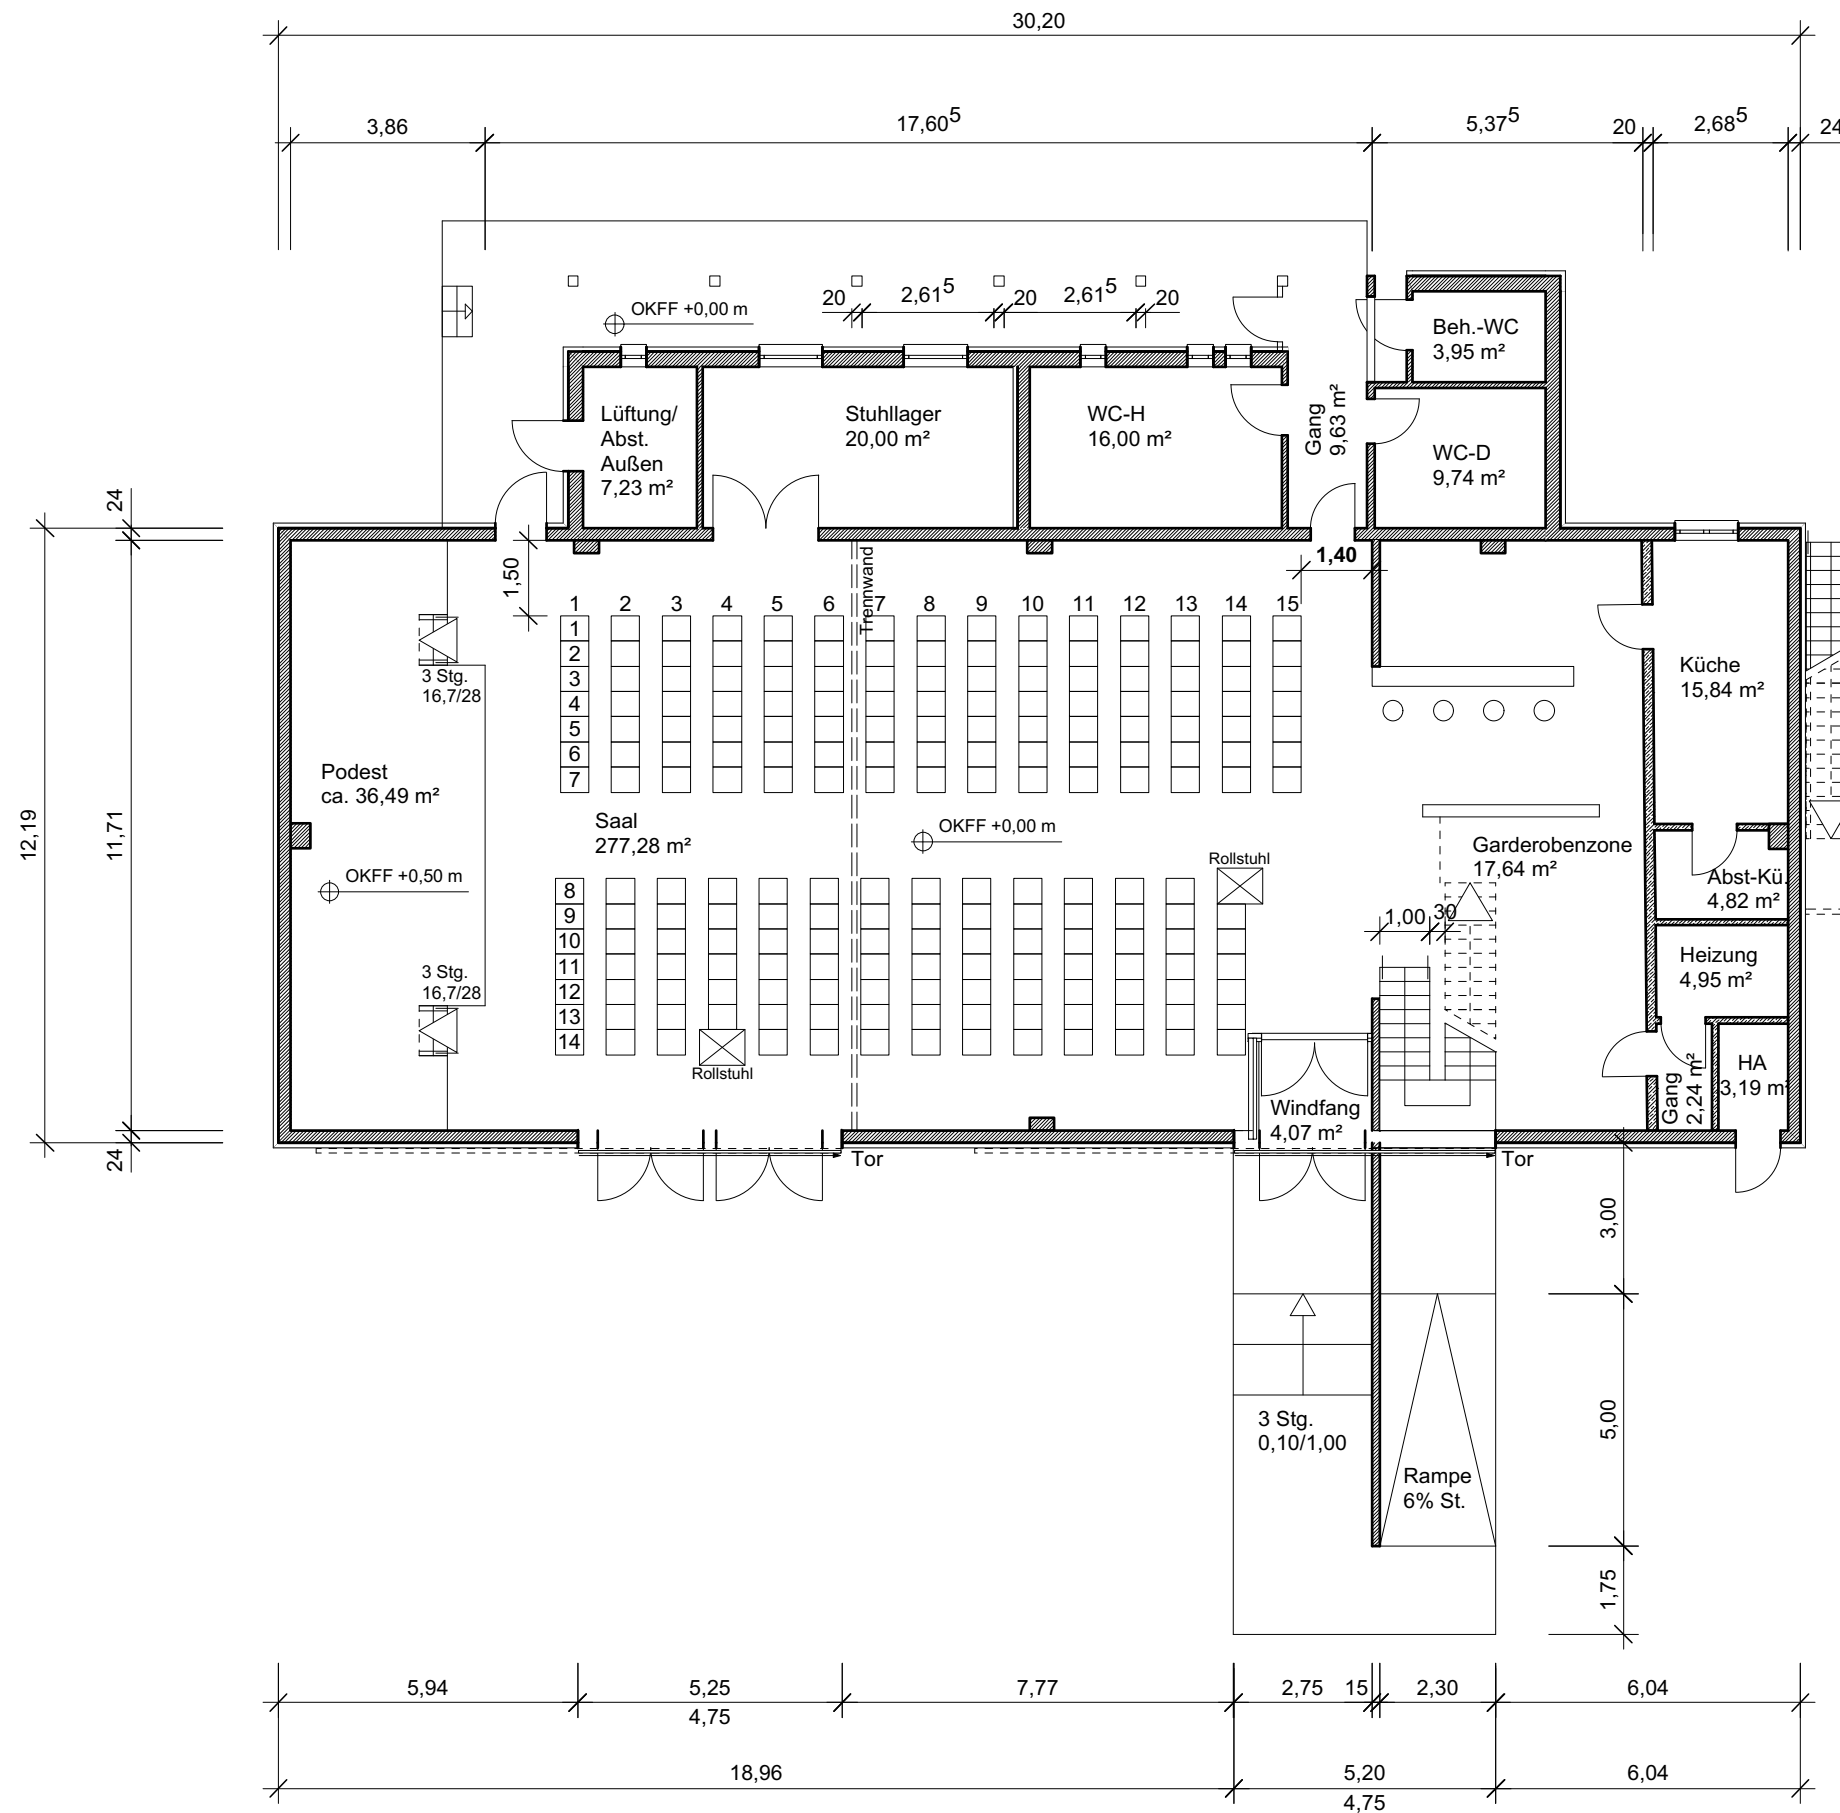 30,20
3,86
17,60⁵
5,37⁵
20
2,68⁵
24
OKFF +0,00 m
20
2,61⁵
20
2,61⁵
20
Beh.-WC
3,95 m²
Lüftung/
Abst.
Außen
7,23 m²
Stuhllager
20,00 m²
WC-H
16,00 m²
Gang
9,63 m²
WC-D
9,74 m²
24
12,19
11,71
24
1,50
Trennwand
1,40
1 2 3 4 5 6 7 8 9 10 11 12 13 14 15
1
2
3
4
5
6
7
3 Stg.
16,7/28
Podest
ca. 36,49 m²
OKFF +0,50 m
Saal
277,28 m²
OKFF +0,00 m
Küche
15,84 m²
Garderobenzone
17,64 m²
Rollstuhl
Abst-Kü.
4,82 m²
1,00
30
8
9
10
11
12
13
14
3 Stg.
16,7/28
Rollstuhl
Heizung
4,95 m²
Gang
2,24 m²
HA
3,19 m²
Windfang
4,07 m²
Tor
Tor
3,00
5,00
1,75
3 Stg.
0,10/1,00
Rampe
6% St.
5,94
5,25
4,75
7,77
2,75
15
2,30
6,04
18,96
5,20
4,75
6,04